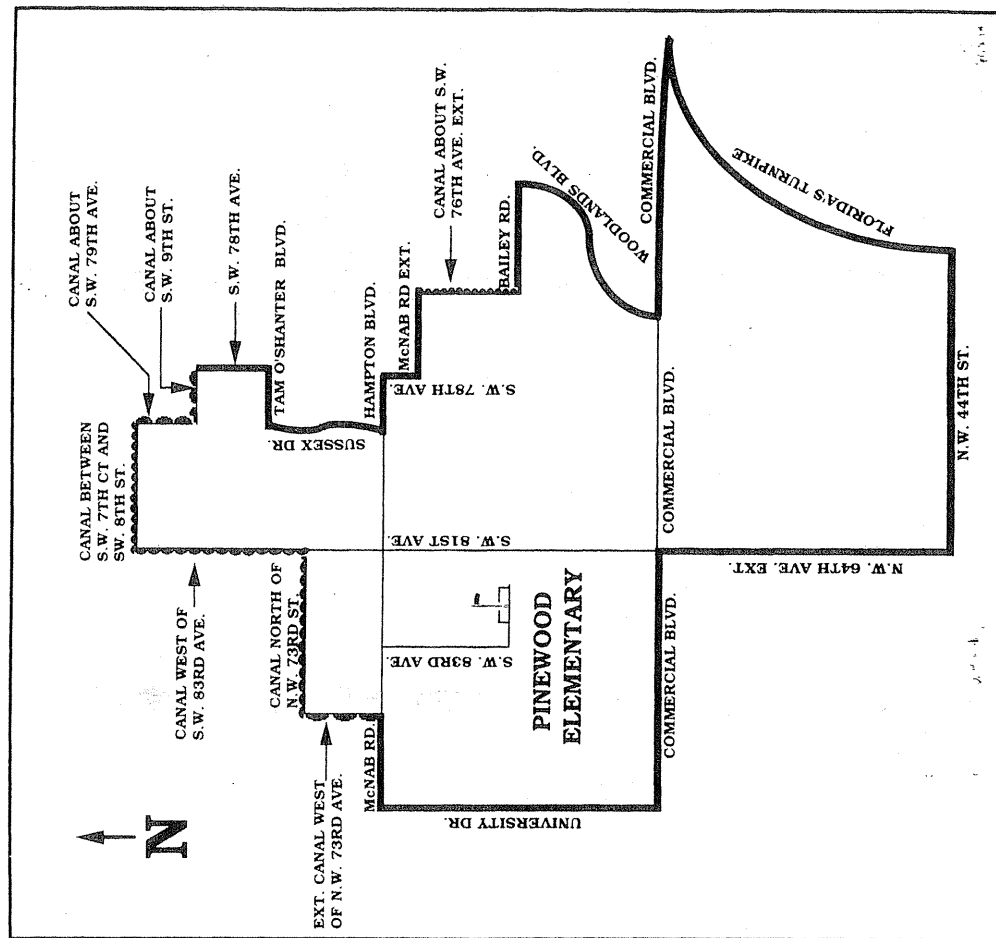 CANAL ABOUT
S.W. 79TH AVE.
CANAL ABOUT
S.W. 9TH ST.
S.W. 78TH AVE.
CANAL BETWEEN
S.W. 7TH CT AND
SW. 8TH ST.
TAM O'SHANTER BLVD.
CANAL WEST OF
S.W. 83RD AVE.
SUSSEX DR.
HAMPTON BLVD.
McNAB RD EXT.
CANAL ABOUT S.W.
76TH AVE. EXT.
BAILEY RD.
WOODLANDS BLVD.
COMMERCIAL BLVD.
FLORIDA'S TURNPIKE
S.W. 78TH AVE.
CANAL NORTH OF
N.W. 73RD ST.
S.W. 81ST AVE.
S.W. 83RD AVE.
PINEWOOD
ELEMENTARY
N
EXT. CANAL WEST
OF N.W. 73RD AVE.
McNAB RD.
UNIVERSITY DR.
COMMERCIAL BLVD.
COMMERCIAL BLVD.
N.W. 64TH AVE. EXT.
N.W. 44TH ST.